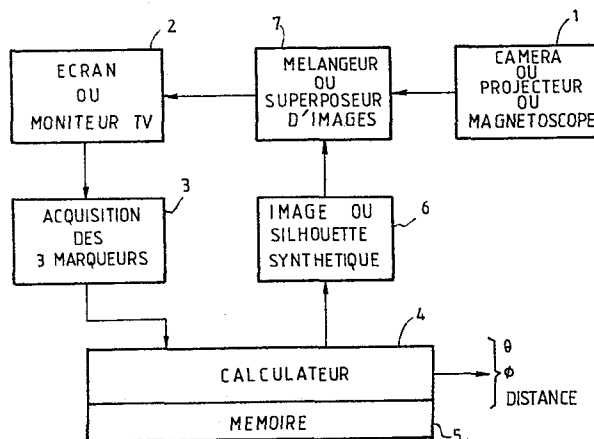 2
ECRAN
OU
MONITEUR TV
7
MELANGEUR
OU
SUPERPOSEUR
D'IMAGES
1
CAMERA
OU
PROJECTEUR
OU
MAGNETOSCOPE
3
ACQUISITION
DES
3 MARQUEURS
6
IMAGE OU
SILHOUETTE
SYNTHETIQUE
4
CALCULATEUR
θ
ϕ
DISTANCE
MEMOIRE
5